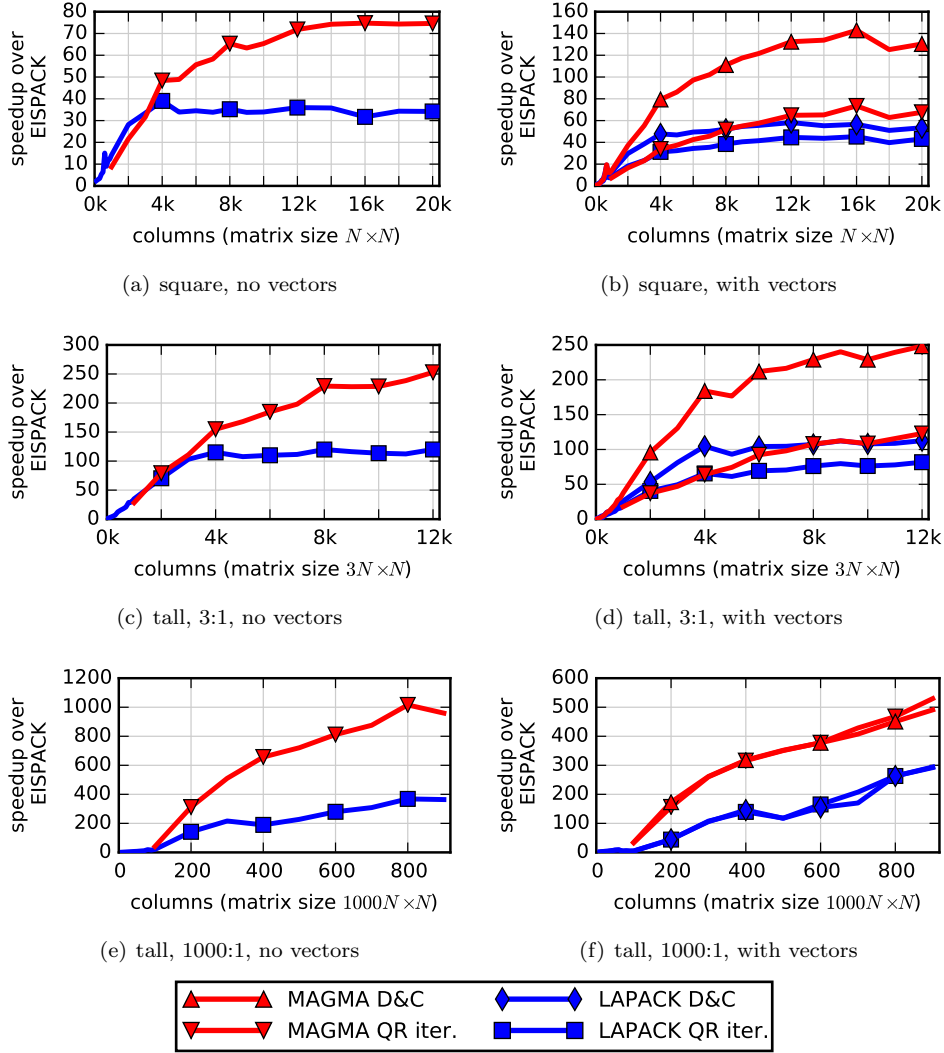 speedup over
EISPACK
80
70
60
50
40
30
20
10
0
0k 4k 8k 12k 16k 20k
columns (matrix size N×N)
(a) square, no vectors
speedup over
EISPACK
160
140
120
100
80
60
40
20
0
0k 4k 8k 12k 16k 20k
columns (matrix size N×N)
(b) square, with vectors
speedup over
EISPACK
300
250
200
150
100
50
0
0k 4k 8k 12k
columns (matrix size 3N×N)
(c) tall, 3:1, no vectors
speedup over
EISPACK
250
200
150
100
50
0
0k 4k 8k 12k
columns (matrix size 3N×N)
(d) tall, 3:1, with vectors
speedup over
EISPACK
1200
1000
800
600
400
200
0
0 200 400 600 800
columns (matrix size 1000N×N)
(e) tall, 1000:1, no vectors
speedup over
EISPACK
600
500
400
300
200
100
0
0 200 400 600 800
columns (matrix size 1000N×N)
(f) tall, 1000:1, with vectors
MAGMA D&C
MAGMA QR iter.
LAPACK D&C
LAPACK QR iter.